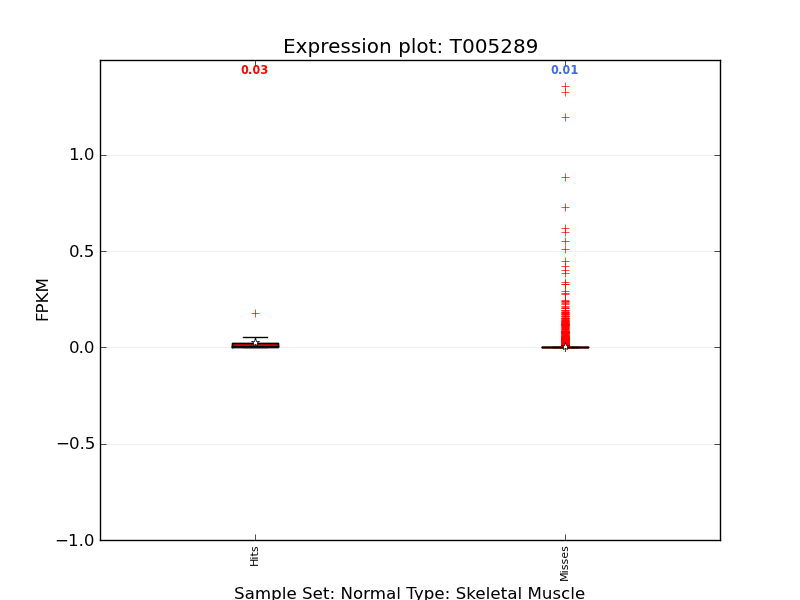 Expression plot: T005289
0.03
0.01
1.0
0.5
0.0
−0.5
−1.0
FPKM
Hits
Misses
Sample Set: Normal Type: Skeletal Muscle